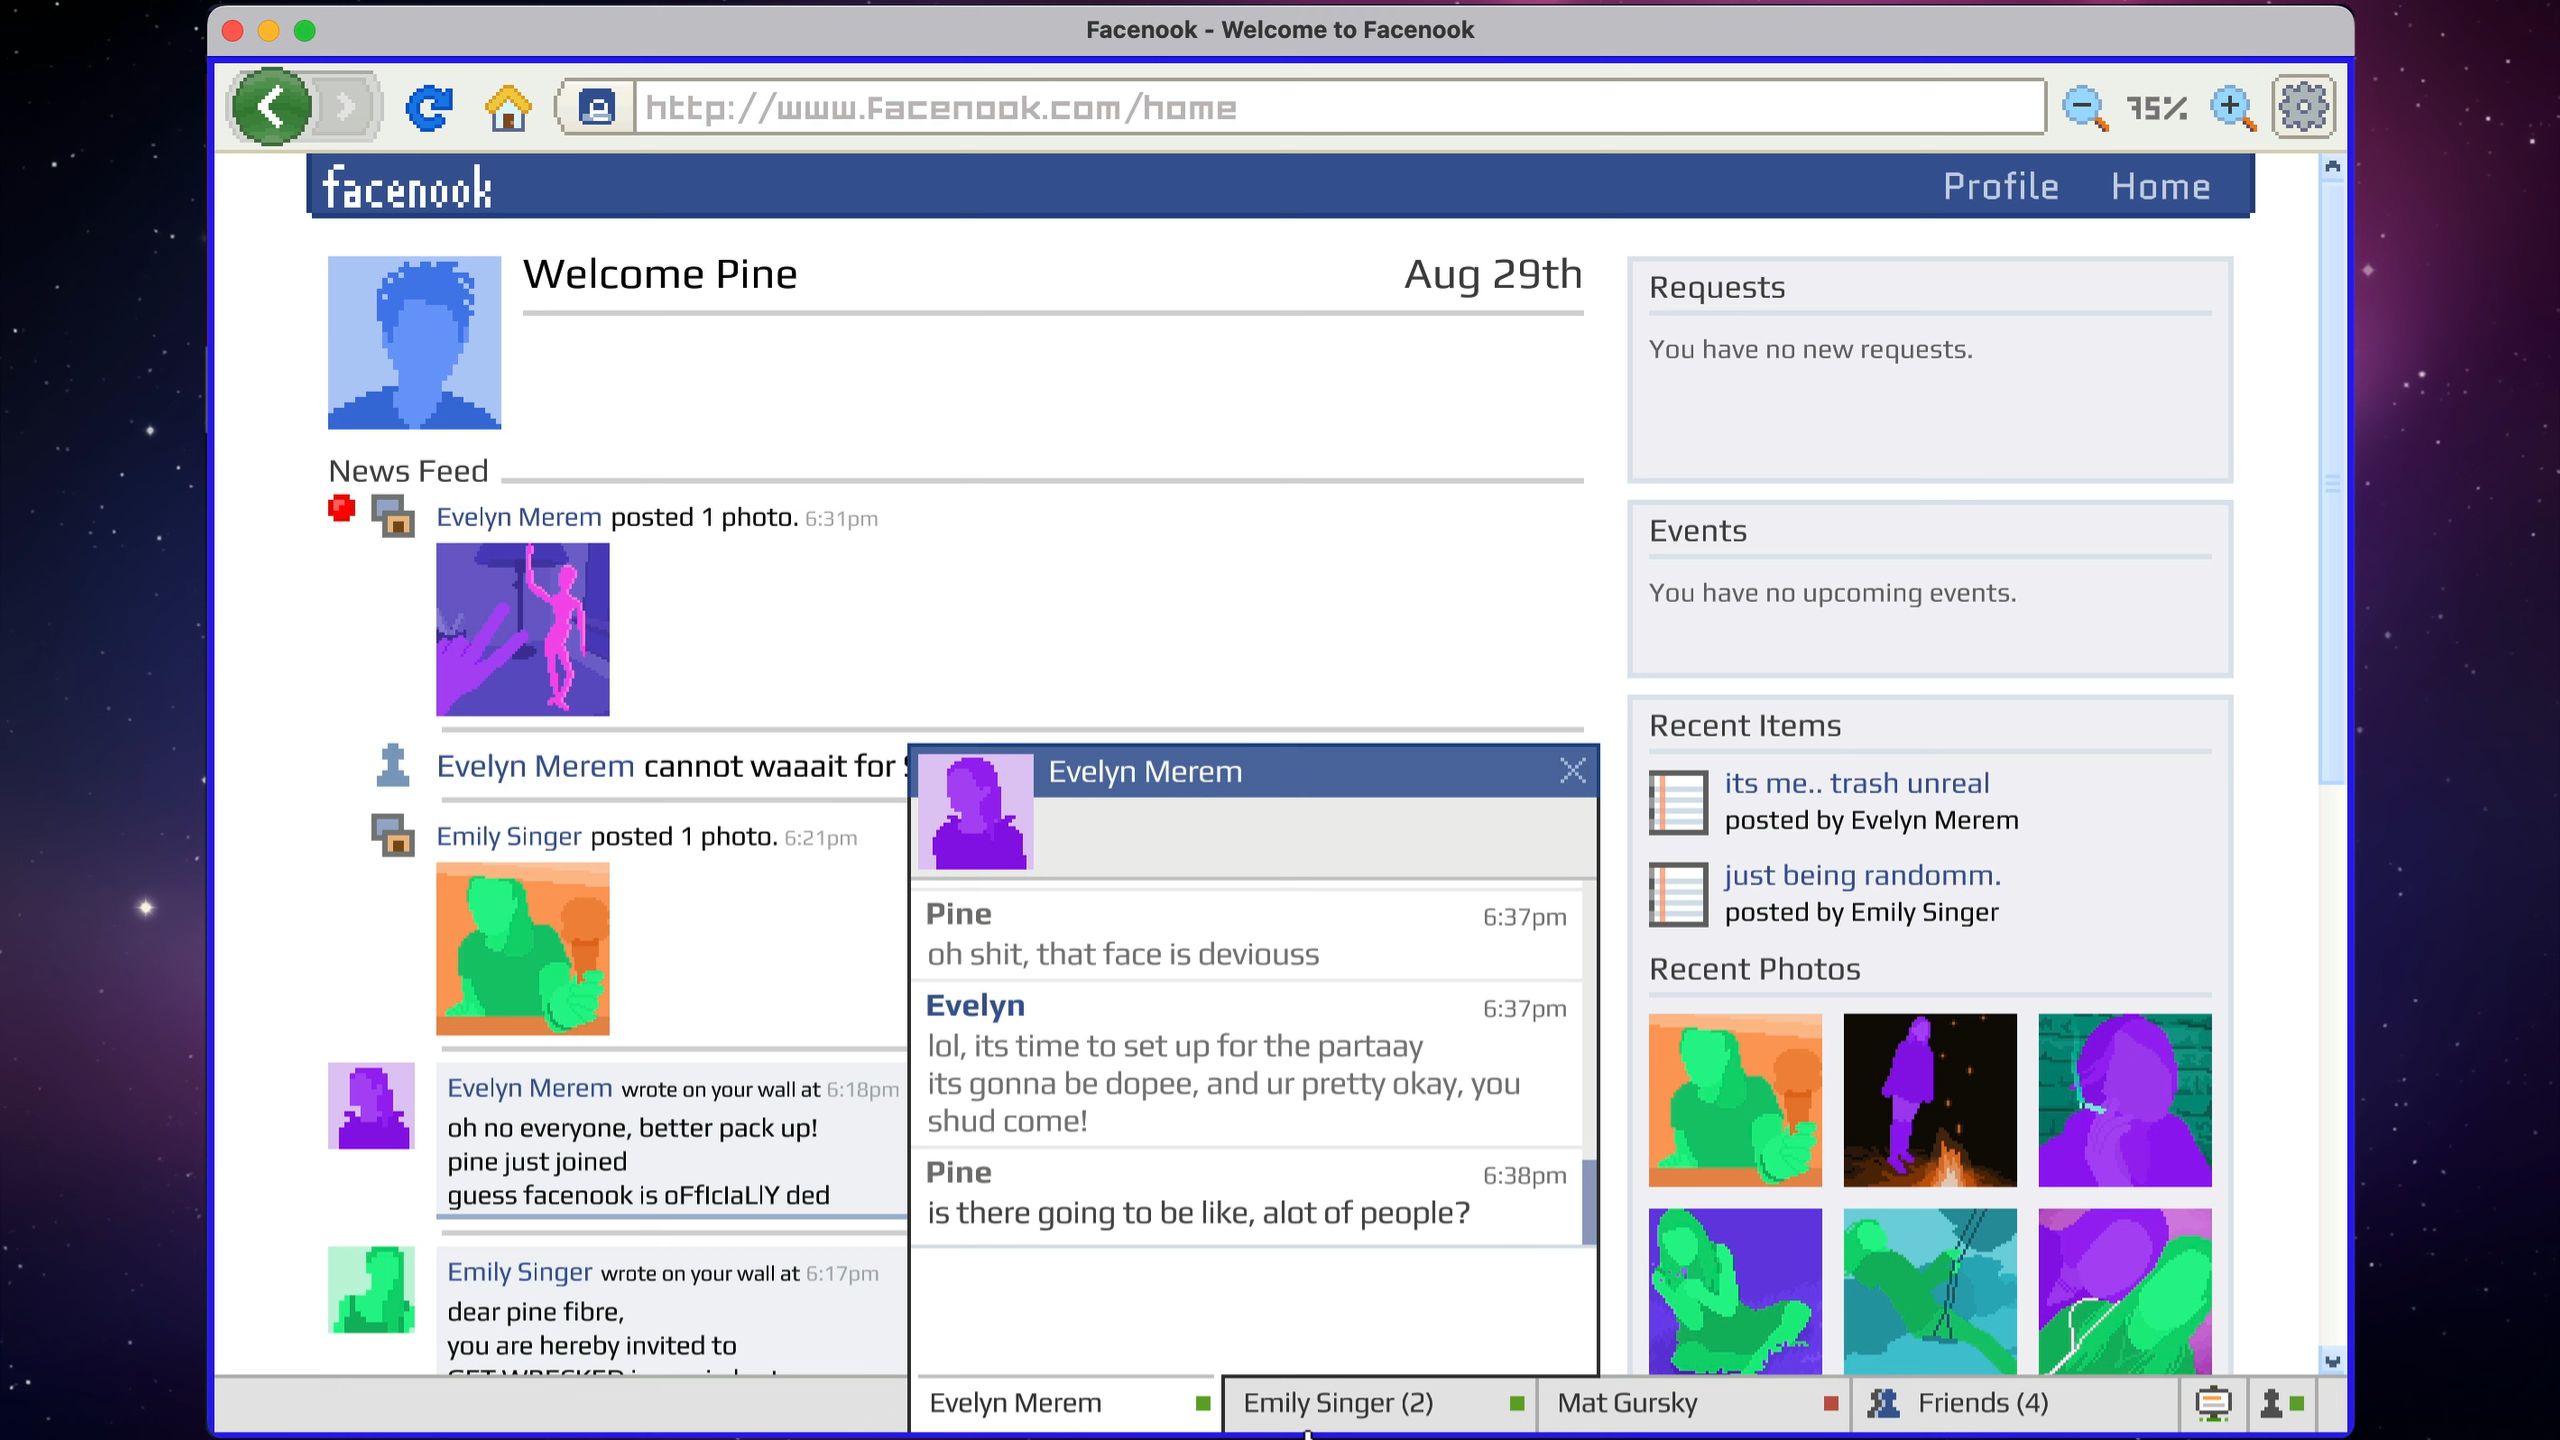 Facenook - Welcome to Facenook
http://www.Facenook.com/home
75%
facenook
Profile
Home
Welcome Pine
Aug 29th
News Feed
Evelyn Merem posted 1 photo. 6:31pm
Evelyn Merem cannot waaait for
Emily Singer posted 1 photo. 6:21pm
Evelyn Merem wrote on your wall at 6:18pm
oh no everyone, better pack up!
pine just joined
guess facenook is oFfIcIaLlY ded
Emily Singer wrote on your wall at 6:17pm
dear pine fibre,
you are hereby invited to
Requests
You have no new requests.
Events
You have no upcoming events.
Recent Items
its me.. trash unreal
posted by Evelyn Merem
just being randomm.
posted by Emily Singer
Recent Photos
Evelyn Merem
Pine 6:37pm
oh shit, that face is deviouss
Evelyn 6:37pm
lol, its time to set up for the partaay
its gonna be dopee, and ur pretty okay, you
shud come!
Pine 6:38pm
is there going to be like, alot of people?
Evelyn Merem
Emily Singer (2)
Mat Gursky
Friends (4)